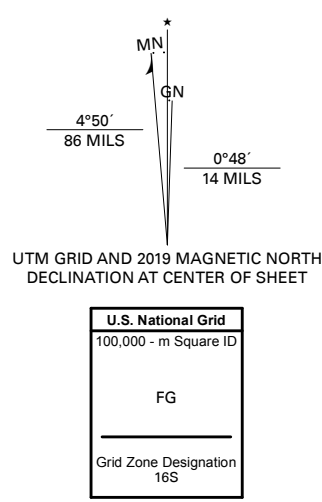 ★
MN
GN
4°50´
86 MILS
0°48´
14 MILS
UTM GRID AND 2019 MAGNETIC NORTH
DECLINATION AT CENTER OF SHEET
U.S. National Grid
100,000 - m Square ID
FG
Grid Zone Designation
16S